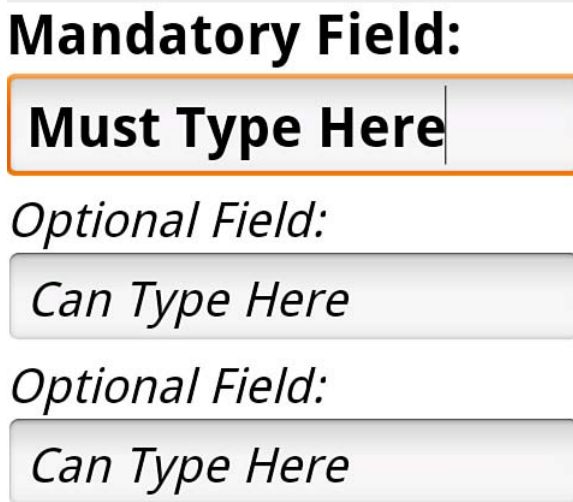 Mandatory Field:
Must Type Here
Optional Field:
Can Type Here
Optional Field:
Can Type Here